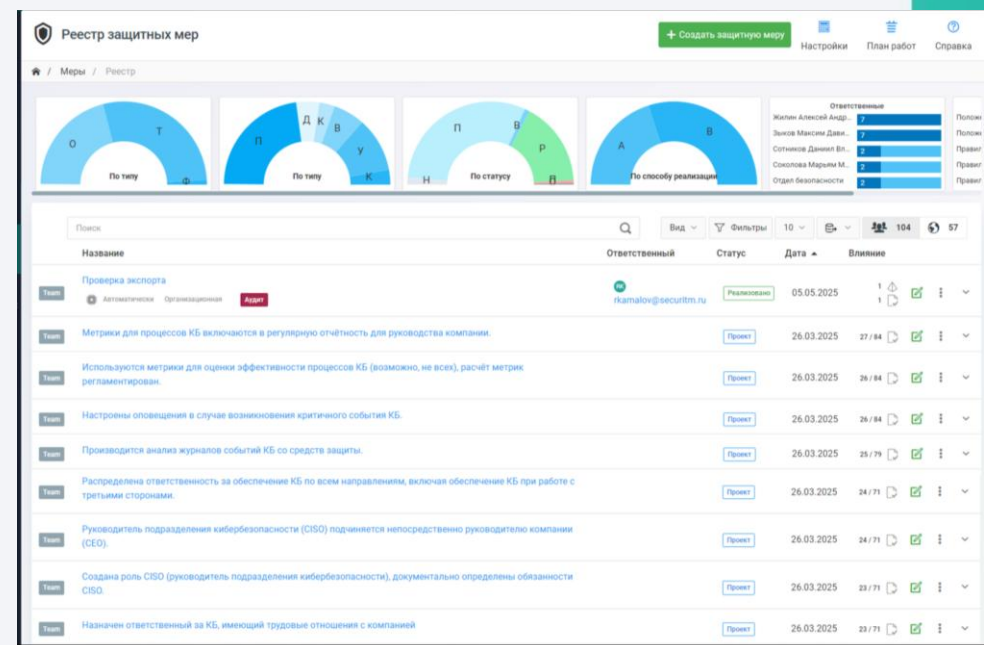 Реестр защитных мер
+ Создать защитную меру
Настройки
План работ
Справка
/ Меры / Реестр
О Т Ф
По типу
П Д К В У К
По типу
Н П В Р
По статусу
А В
По способу реализации
Ответственные
Жилин Алексей Андр... 7
Зыков Максим Дави... 7
Сотников Даниил Вл... 2
Соколова Марьям М... 2
Отдел безопасности 2
Поиск
Вид
Фильтры
10
104
57
Название Ответственный Статус Дата Влияние
Team
Проверка экспорта
Автоматически Организационная Аудит
RK
rkamalov@securitm.ru
Реализовано
05.05.2025
1
1
Team
Метрики для процессов КБ включаются в регулярную отчётность для руководства компании.
Проект 26.03.2025 27 / 84
Team
Используются метрики для оценки эффективности процессов КБ (возможно, не всех), расчёт метрик
регламентирован.
Проект 26.03.2025 26 / 84
Team
Настроены оповещения в случае возникновения критичного события КБ.
Проект 26.03.2025 26 / 84
Team
Производится анализ журналов событий КБ со средств защиты.
Проект 26.03.2025 25 / 79
Team
Распределена ответственность за обеспечение КБ по всем направлениям, включая обеспечение КБ при работе с
третьими сторонами.
Проект 26.03.2025 24 / 71
Team
Руководитель подразделения кибербезопасности (CISO) подчиняется непосредственно руководителю компании
(CEO).
Проект 26.03.2025 24 / 71
Team
Создана роль CISO (руководитель подразделения кибербезопасности), документально определены обязанности
CISO.
Проект 26.03.2025 23 / 71
Team
Назначен ответственный за КБ, имеющий трудовые отношения с компанией
Проект 26.03.2025 23 / 71